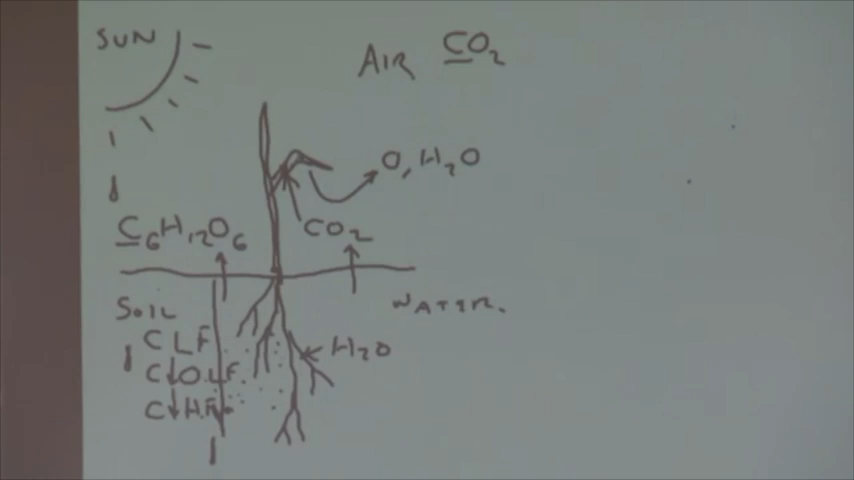 SUN
AIR CO2
O, H2O
C6H12O6
CO2
SOIL
WATER.
CLF
H2O
C↓O.LF.
C↓H.F.